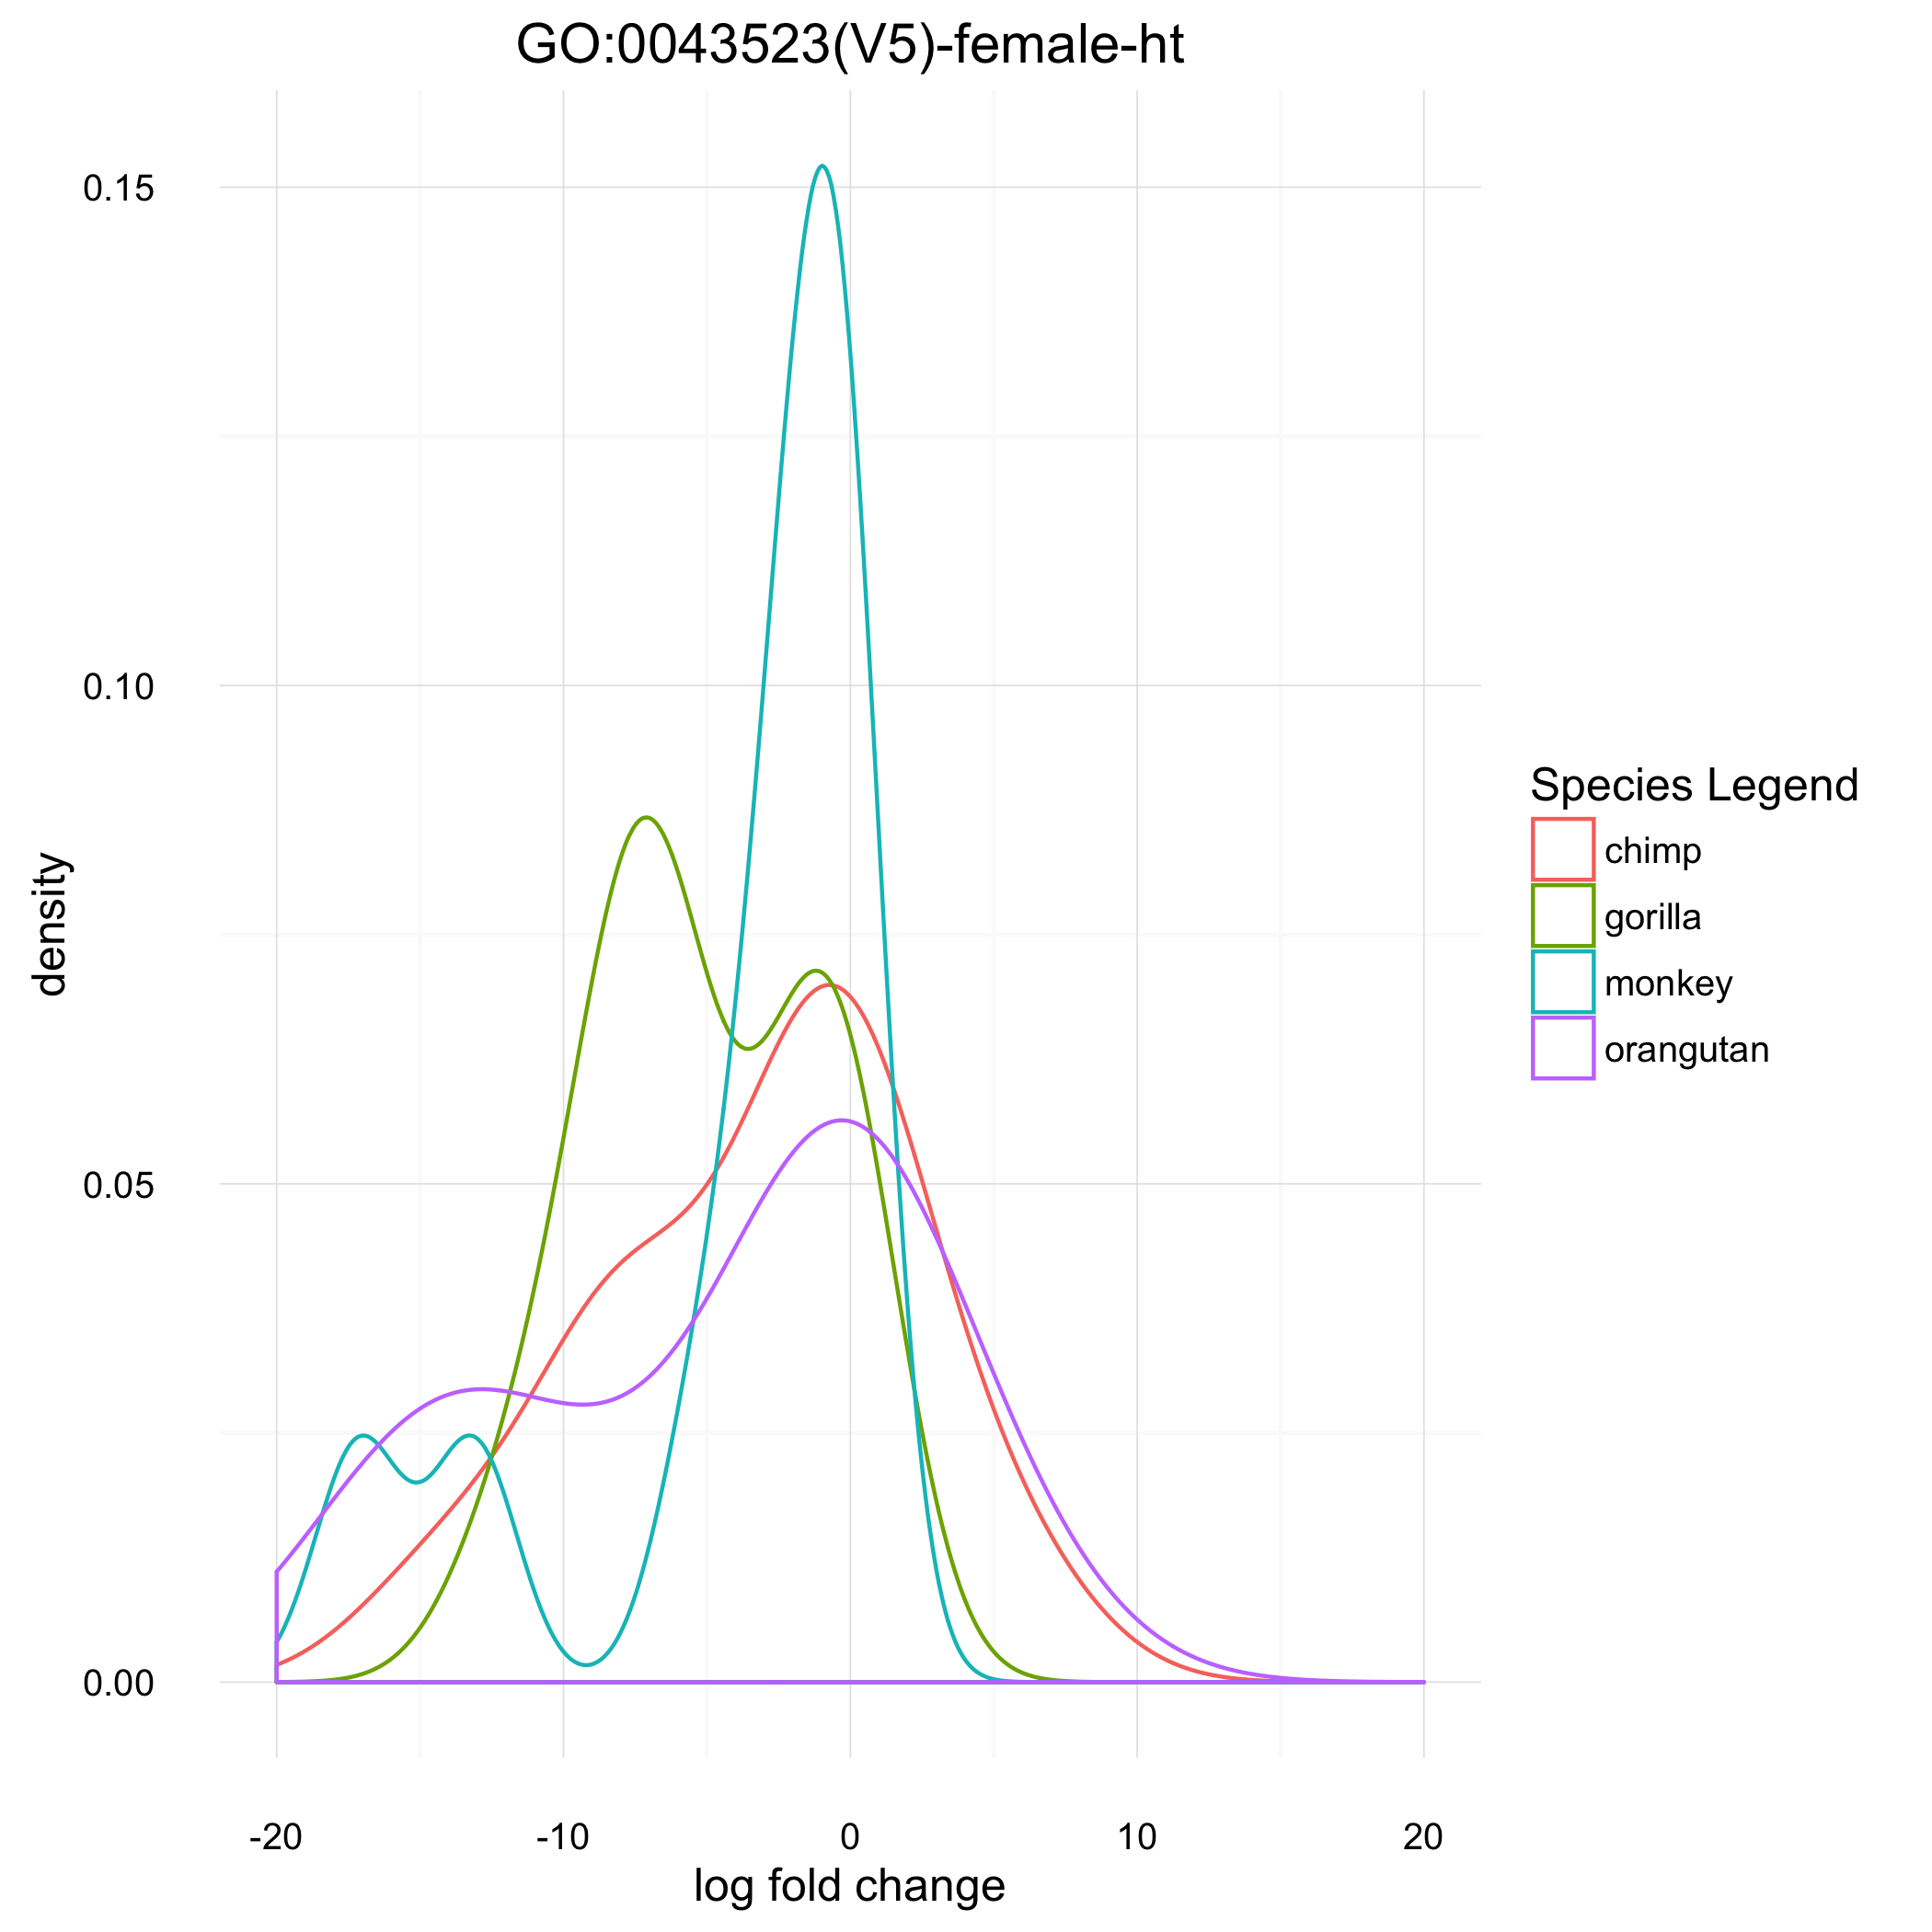 GO:0043523(V5)-female-ht
0.15
0.10
0.05
0.00
density
-20 -10 0 10 20
log fold change
Species Legend
chimp
gorilla
monkey
orangutan